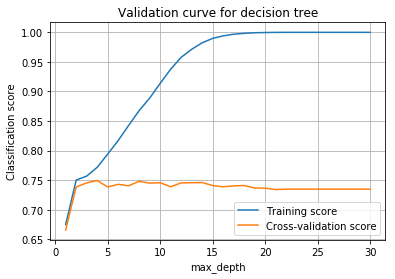 Validation curve for decision tree
Classification score
1.00
0.95
0.90
0.85
0.80
0.75
0.70
0.65
0 5 10 15 20 25 30
max_depth
Training score
Cross-validation score